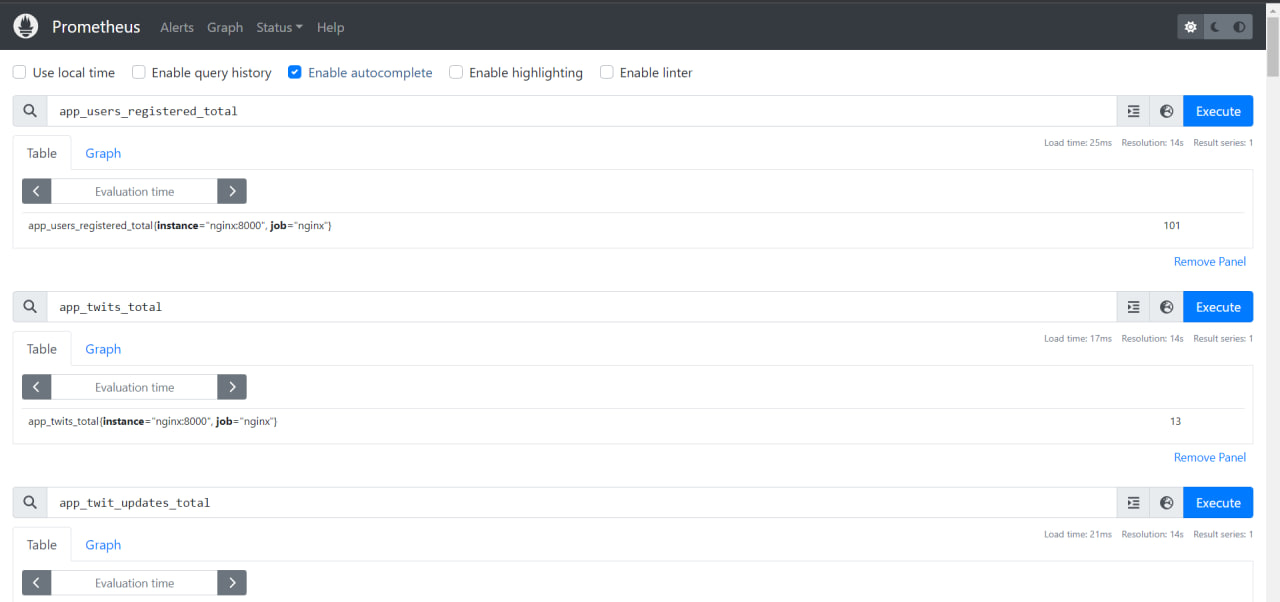 Prometheus Alerts Graph Status Help
Use local time Enable query history Enable autocomplete Enable highlighting Enable linter
app_users_registered_total Execute
Load time: 25ms Resolution: 14s Result series: 1
Table Graph
Evaluation time
app_users_registered_total{instance="nginx:8000", job="nginx"} 101
Remove Panel
app_twits_total Execute
Load time: 17ms Resolution: 14s Result series: 1
Table Graph
Evaluation time
app_twits_total{instance="nginx:8000", job="nginx"} 13
Remove Panel
app_twit_updates_total Execute
Load time: 21ms Resolution: 14s Result series: 1
Table Graph
Evaluation time